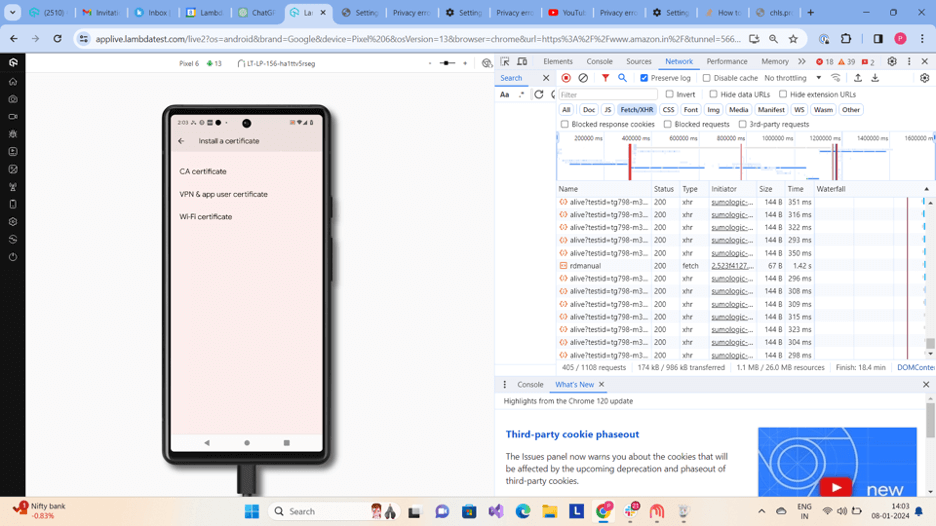 (2510)
Invitati
Inbox (
Lambda
ChatGP
La
Setting
Privacy error
Setting
Privacy error
YouTu
Privacy erro
Setting
How to
chls.pr
applive.lambdatest.com/live2?os=android&brand=Google&device=Pixel%206&osVersion=13&browser=chrome&url=https%3A%2F%2Fwww.amazon.in%2F&tunnel=566...
Pixel 6
13
LT-LP-156-ha1ttv5rseg
2:03
Install a certificate
CA certificate
VPN & app user certificate
Wi-Fi certificate
Elements
Console
Sources
Network
Performance
Memory
18
39
2
Search
Preserve log
Disable cache
No throttling
Aa
.*
Filter
Invert
Hide data URLs
Hide extension URLs
All
Doc
JS
Fetch/XHR
CSS
Font
Img
Media
Manifest
WS
Wasm
Other
Blocked response cookies
Blocked requests
3rd-party requests
200000 ms
400000 ms
600000 ms
800000 ms
1000000 ms
1200000 ms
1400000 ms
1600000 m
Name Status Type Initiator Size Time Waterfall
alive?testid=tg798-m3... 200 xhr sumologic-... 144 B 351 ms
alive?testid=tg798-m3... 200 xhr sumologic-... 144 B 316 ms
alive?testid=tg798-m3... 200 xhr sumologic-... 144 B 322 ms
alive?testid=tg798-m3... 200 xhr sumologic-... 144 B 293 ms
alive?testid=tg798-m3... 200 xhr sumologic-... 144 B 350 ms
rdmanual 200 fetch 2.523f4127... 67 B 1.42 s
alive?testid=tg798-m3... 200 xhr sumologic-... 144 B 296 ms
alive?testid=tg798-m3... 200 xhr sumologic-... 144 B 308 ms
alive?testid=tg798-m3... 200 xhr sumologic-... 144 B 309 ms
alive?testid=tg798-m3... 200 xhr sumologic-... 144 B 315 ms
alive?testid=tg798-m3... 200 xhr sumologic-... 144 B 323 ms
alive?testid=tg798-m3... 200 xhr sumologic-... 144 B 304 ms
alive?testid=tg798-m3... 200 xhr sumologic-... 144 B 298 ms
405 / 1108 requests
174 kB / 986 kB transferred
1.1 MB / 26.0 MB resources
Finish: 18.4 min
DOMConte
Console
What's New
Highlights from the Chrome 120 update
Third-party cookie phaseout
The Issues panel now warns you about the cookies that will
be affected by the upcoming deprecation and phaseout of
third-party cookies.
new
Nifty bank
-0.83%
Search
21
ENG
IN
14:03
08-01-2024